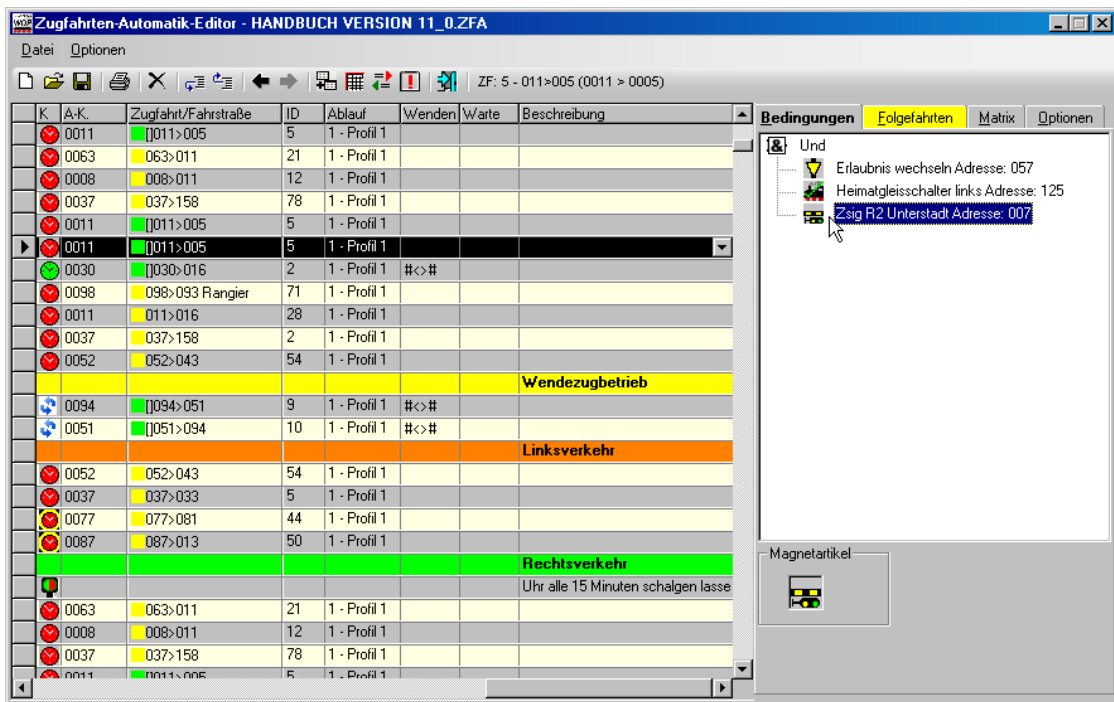 Zugfahrten-Automatik-Editor - HANDBUCH VERSION 11_0.ZFA
Datei Optionen
ZF: 5 - 011>005 (0011 > 0005)
K A-K. Zugfahrt/Fahrstraße ID Ablauf Wenden Warte Beschreibung
0011 []011>005 5 1 - Profil 1
0063 063>011 21 1 - Profil 1
0008 008>011 12 1 - Profil 1
0037 037>158 78 1 - Profil 1
0011 []011>005 5 1 - Profil 1
0011 []011>005 5 1 - Profil 1
0030 []030>016 2 1 - Profil 1 #<>#
0098 098>093 Rangier 71 1 - Profil 1
0011 011>016 28 1 - Profil 1
0037 037>158 2 1 - Profil 1
0052 052>043 54 1 - Profil 1
Wendezugbetrieb
0094 []094>051 9 1 - Profil 1 #<>#
0051 []051>094 10 1 - Profil 1 #<>#
Linksverkehr
0052 052>043 54 1 - Profil 1
0037 037>033 5 1 - Profil 1
0077 077>081 44 1 - Profil 1
0087 087>013 50 1 - Profil 1
Rechtsverkehr
Uhr alle 15 Minuten schalgen lasse
0063 063>011 21 1 - Profil 1
0008 008>011 12 1 - Profil 1
0037 037>158 78 1 - Profil 1
0011 []011>005 5 1 - Profil 1
Bedingungen Folgefahrten Matrix Optionen
& Und
Erlaubnis wechseln Adresse: 057
Heimatgleisschalter links Adresse: 125
Zsig R2 Unterstadt Adresse: 007
Magnetartikel